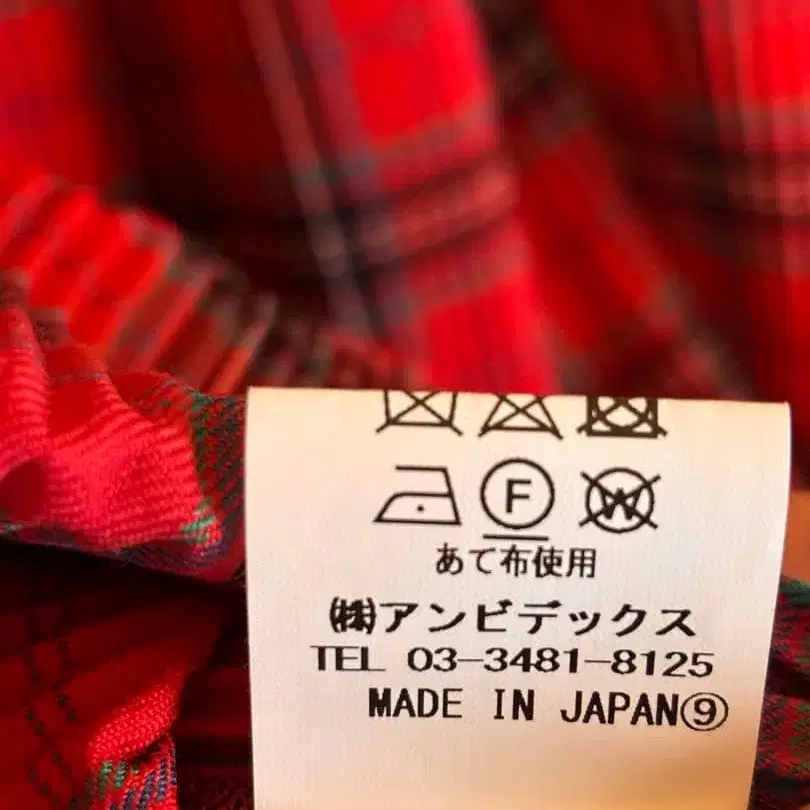 F W
あて布使用
㈱アンビデックス
TEL 03-3481-8125
MADE IN JAPAN⑨